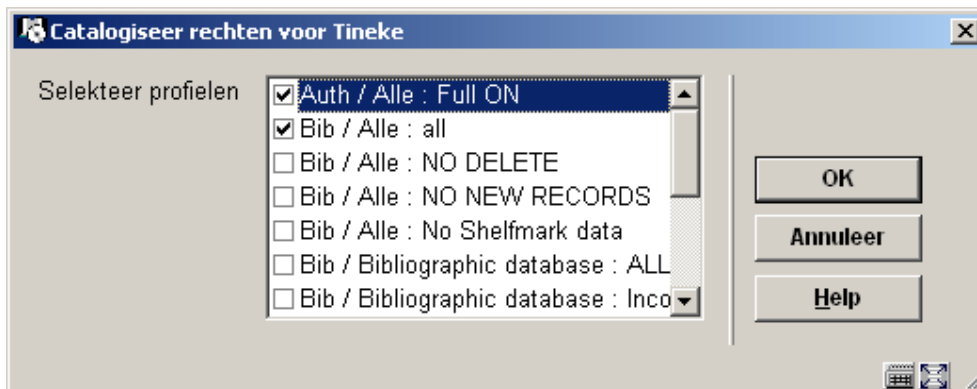 Catalogiseer rechten voor Tineke
Selekteer profielen
Auth / Alle : Full ON
Bib / Alle : all
Bib / Alle : NO DELETE
Bib / Alle : NO NEW RECORDS
Bib / Alle : No Shelfmark data
Bib / Bibliographic database : ALL
Bib / Bibliographic database : Inco
OK
Annuleer
Help